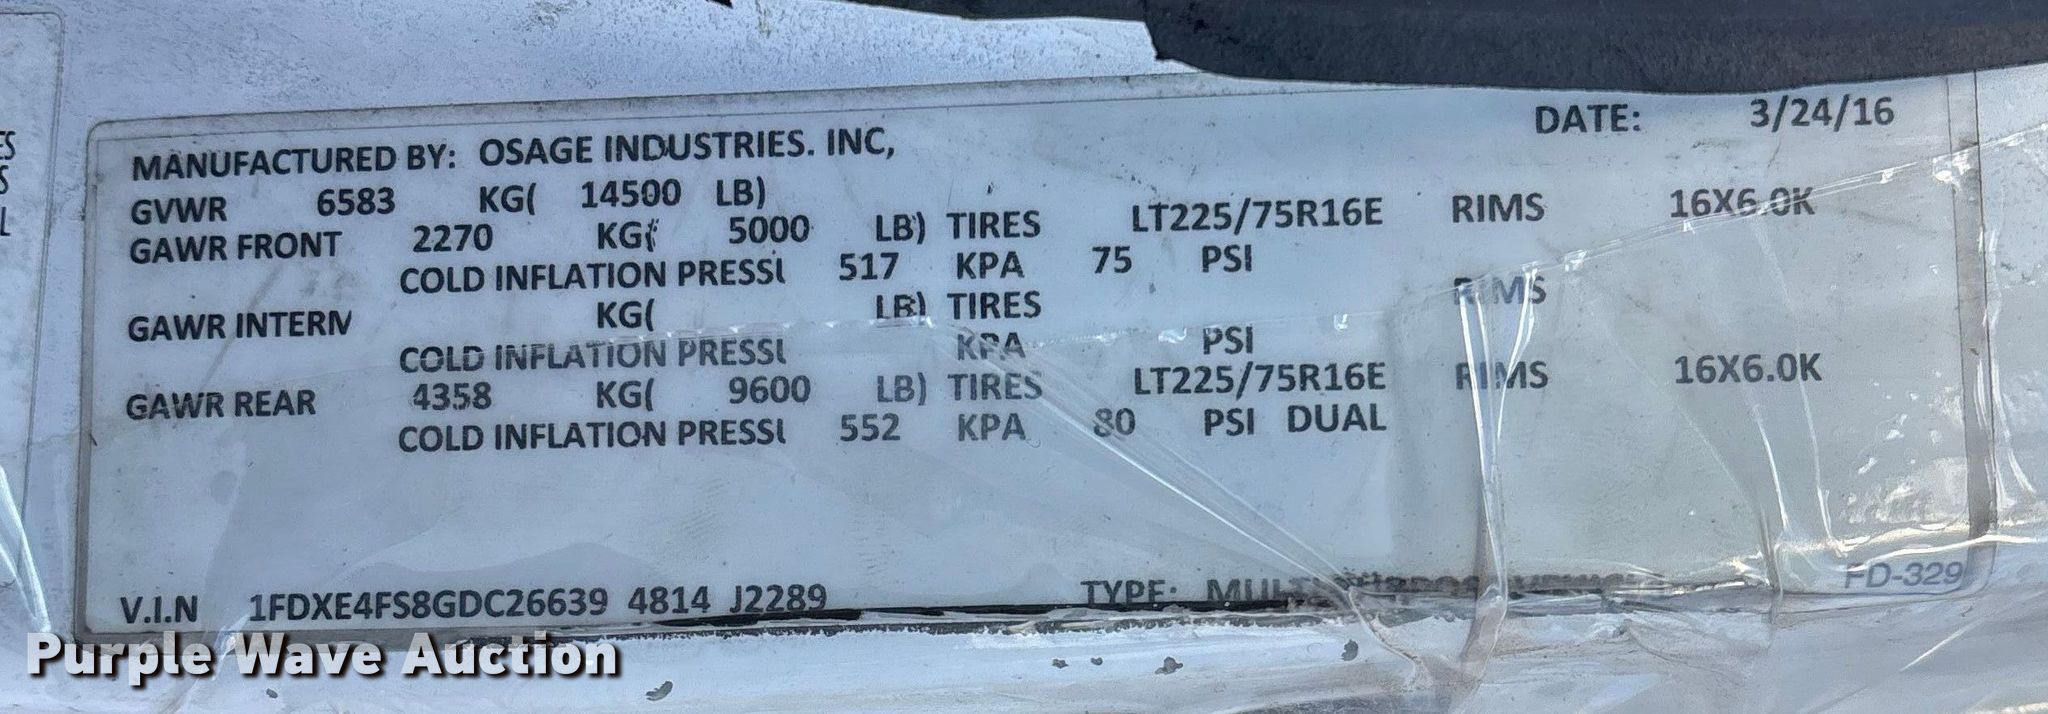 ES
S
L
DATE: 3/24/16
MANUFACTURED BY: OSAGE INDUSTRIES. INC,
GVWR 6583 KG( 14500 LB)
GAWR FRONT 2270 KG( 5000 LB) TIRES LT225/75R16E RIMS 16X6.0K
COLD INFLATION PRESSU 517 KPA 75 PSI
GAWR INTERM KG( LB) TIRES RIMS
COLD INFLATION PRESSU KPA PSI
GAWR REAR 4358 KG( 9600 LB) TIRES LT225/75R16E RIMS 16X6.0K
COLD INFLATION PRESSU 552 KPA 80 PSI DUAL
V.I.N 1FDXE4FS8GDC26639 4814 J2289 TYPE:
FD-329
Purple Wave Auction